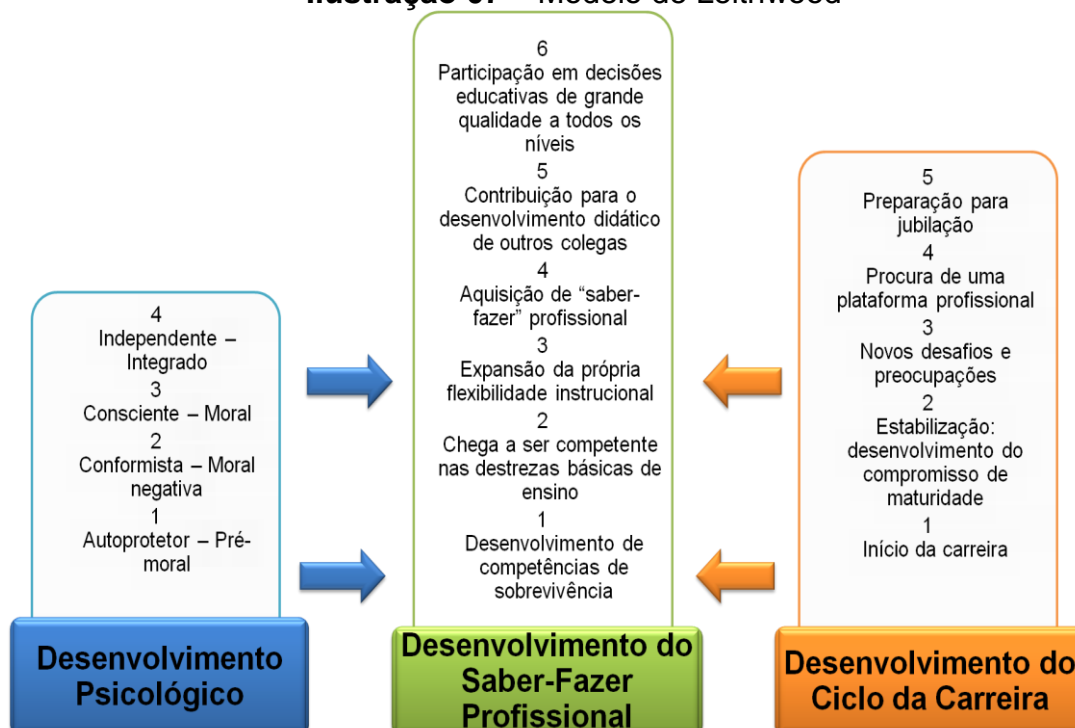 Modelo de Leithwood
6
Participação em decisões
educativas de grande
qualidade a todos os
níveis
5
Contribuição para o
desenvolvimento didático
de outros colegas
4
Aquisição de “saber-
fazer” profissional
3
Expansão da própria
flexibilidade instrucional
2
Chega a ser competente
nas destrezas básicas de
ensino
1
Desenvolvimento de
competências de
sobrevivência
Desenvolvimento do
Saber-Fazer
Profissional
4
Independente –
Integrado
3
Consciente – Moral
2
Conformista – Moral
negativa
1
Autoprotetor – Pré-
moral
Desenvolvimento
Psicológico
5
Preparação para
jubilação
4
Procura de uma
plataforma profissional
3
Novos desafios e
preocupações
2
Estabilização:
desenvolvimento do
compromisso de
maturidade
1
Início da carreira
Desenvolvimento do
Ciclo da Carreira